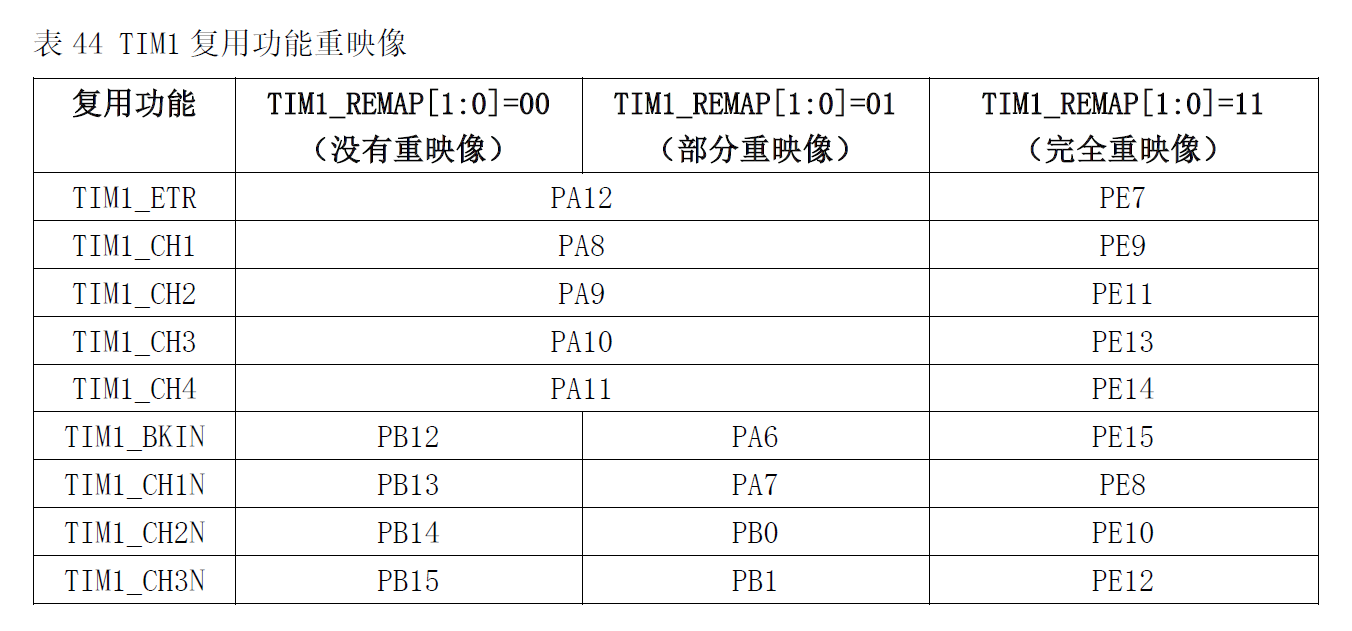 表 44 TIM1 复用功能重映像
复用功能 TIM1_REMAP[1:0]=00 TIM1_REMAP[1:0]=01 TIM1_REMAP[1:0]=11
（没有重映像） （部分重映像） （完全重映像）
TIM1_ETR PA12 PE7
TIM1_CH1 PA8 PE9
TIM1_CH2 PA9 PE11
TIM1_CH3 PA10 PE13
TIM1_CH4 PA11 PE14
TIM1_BKIN PB12 PA6 PE15
TIM1_CH1N PB13 PA7 PE8
TIM1_CH2N PB14 PB0 PE10
TIM1_CH3N PB15 PB1 PE12